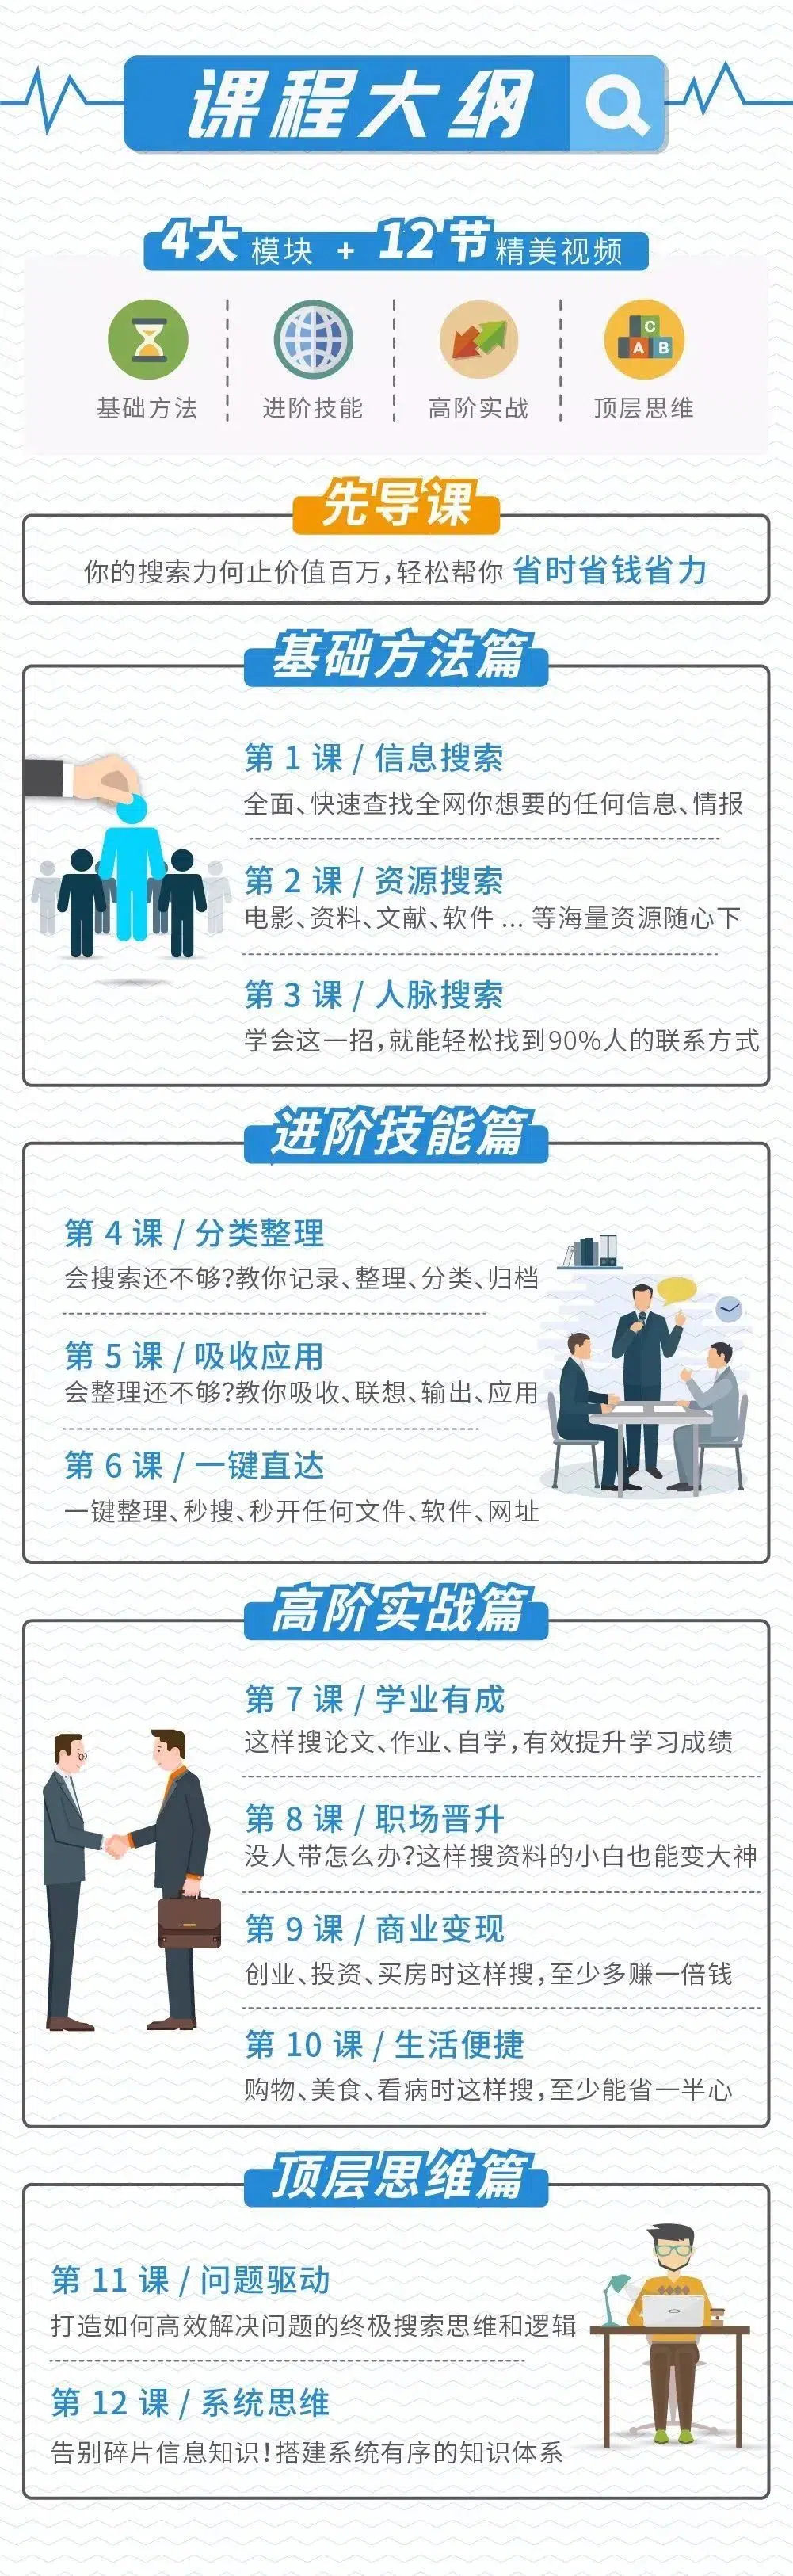 课程大纲
4大模块 + 12节精美视频
基础方法
进阶技能
高阶实战
C
A B
顶层思维
先导课
你的搜索力何止价值百万,轻松帮你 省时省钱省力
基础方法篇
第 1 课 / 信息搜索
全面、快速查找全网你想要的任何信息、情报
第 2 课 / 资源搜索
电影、资料、文献、软件 ... 等海量资源随心下
第 3 课 / 人脉搜索
学会这一招,就能轻松找到90%人的联系方式
进阶技能篇
第 4 课 / 分类整理
会搜索还不够?教你记录、整理、分类、归档
第 5 课 / 吸收应用
会整理还不够?教你吸收、联想、输出、应用
第 6 课 / 一键直达
一键整理、秒搜、秒开任何文件、软件、网址
高阶实战篇
第 7 课 / 学业有成
这样搜论文、作业、自学,有效提升学习成绩
第 8 课 / 职场晋升
没人带怎么办?这样搜资料的小白也能变大神
第 9 课 / 商业变现
创业、投资、买房时这样搜,至少多赚一倍钱
第 10 课 / 生活便捷
购物、美食、看病时这样搜,至少能省一半心
顶层思维篇
第 11 课 / 问题驱动
打造如何高效解决问题的终极搜索思维和逻辑
第 12 课 / 系统思维
告别碎片信息知识!搭建系统有序的知识体系